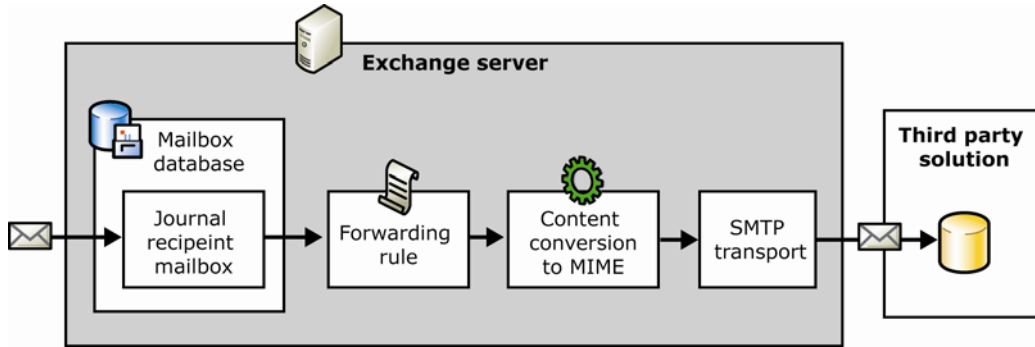 Exchange server
Mailbox
database
Journal
recipeint
mailbox
Forwarding
rule
Content
conversion
to MIME
SMTP
transport
Third party
solution